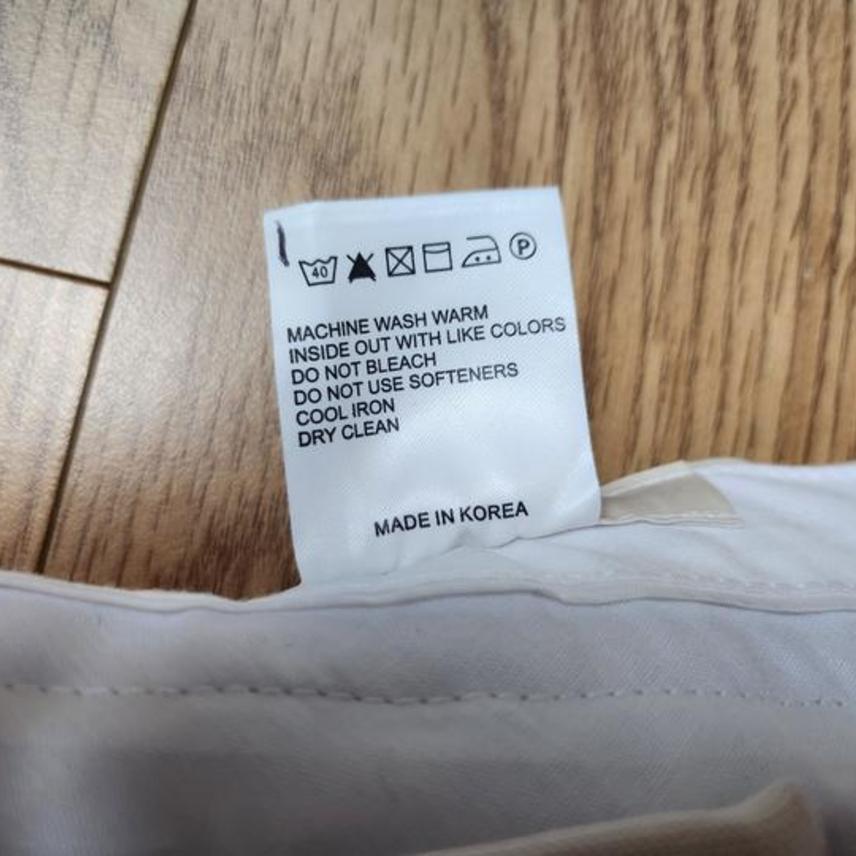 40 P
MACHINE WASH WARM
INSIDE OUT WITH LIKE COLORS
DO NOT BLEACH
DO NOT USE SOFTENERS
COOL IRON
DRY CLEAN
MADE IN KOREA